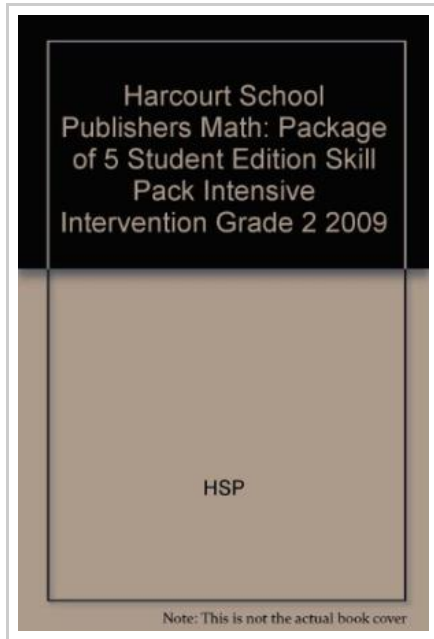 Harcourt School
Publishers Math: Package
of 5 Student Edition Skill
Pack Intensive
Intervention Grade 2 2009
HSP
Note: This is not the actual book cover